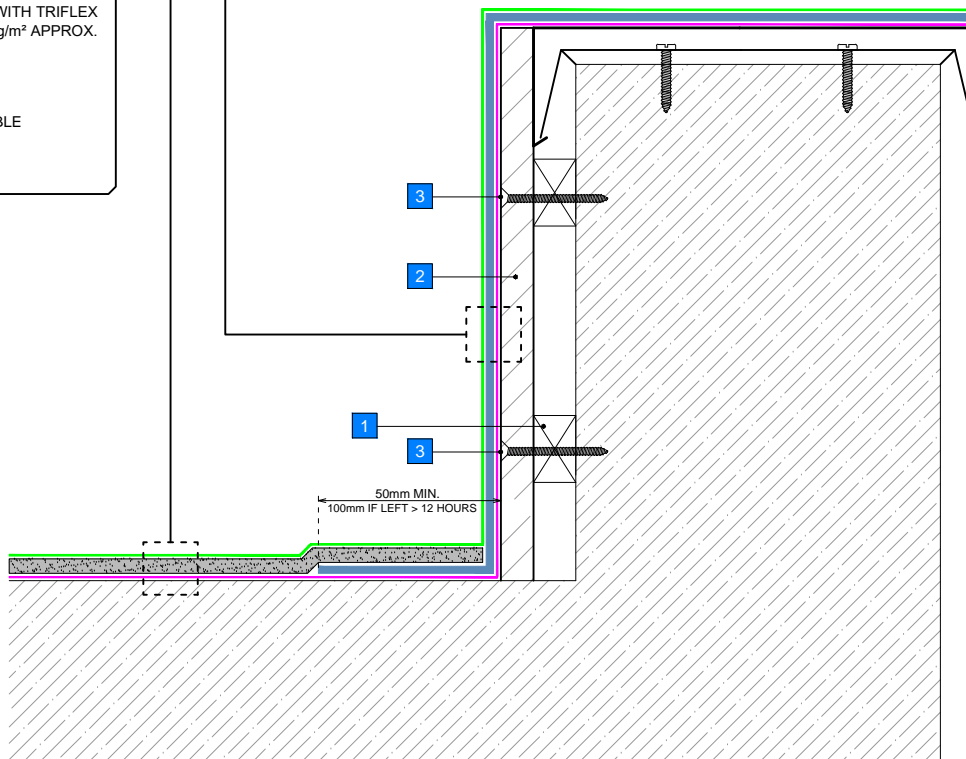 WITH TRIFLEX
g/m² APPROX.
BLE
3
2
1
3
50mm MIN.
100mm IF LEFT > 12 HOURS